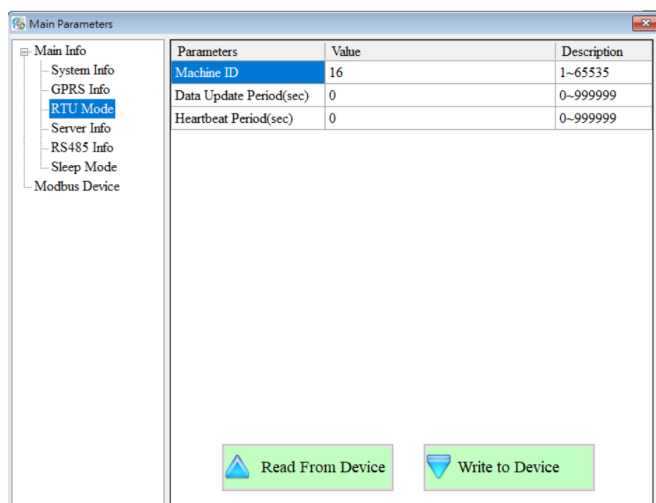 Main Parameters
Main Info
System Info
GPRS Info
RTU Mode
Server Info
RS485 Info
Sleep Mode
Modbus Device
Parameters Value Description
Machine ID 16 1~65535
Data Update Period(sec) 0 0~999999
Heartbeat Period(sec) 0 0~999999
Read From Device Write to Device